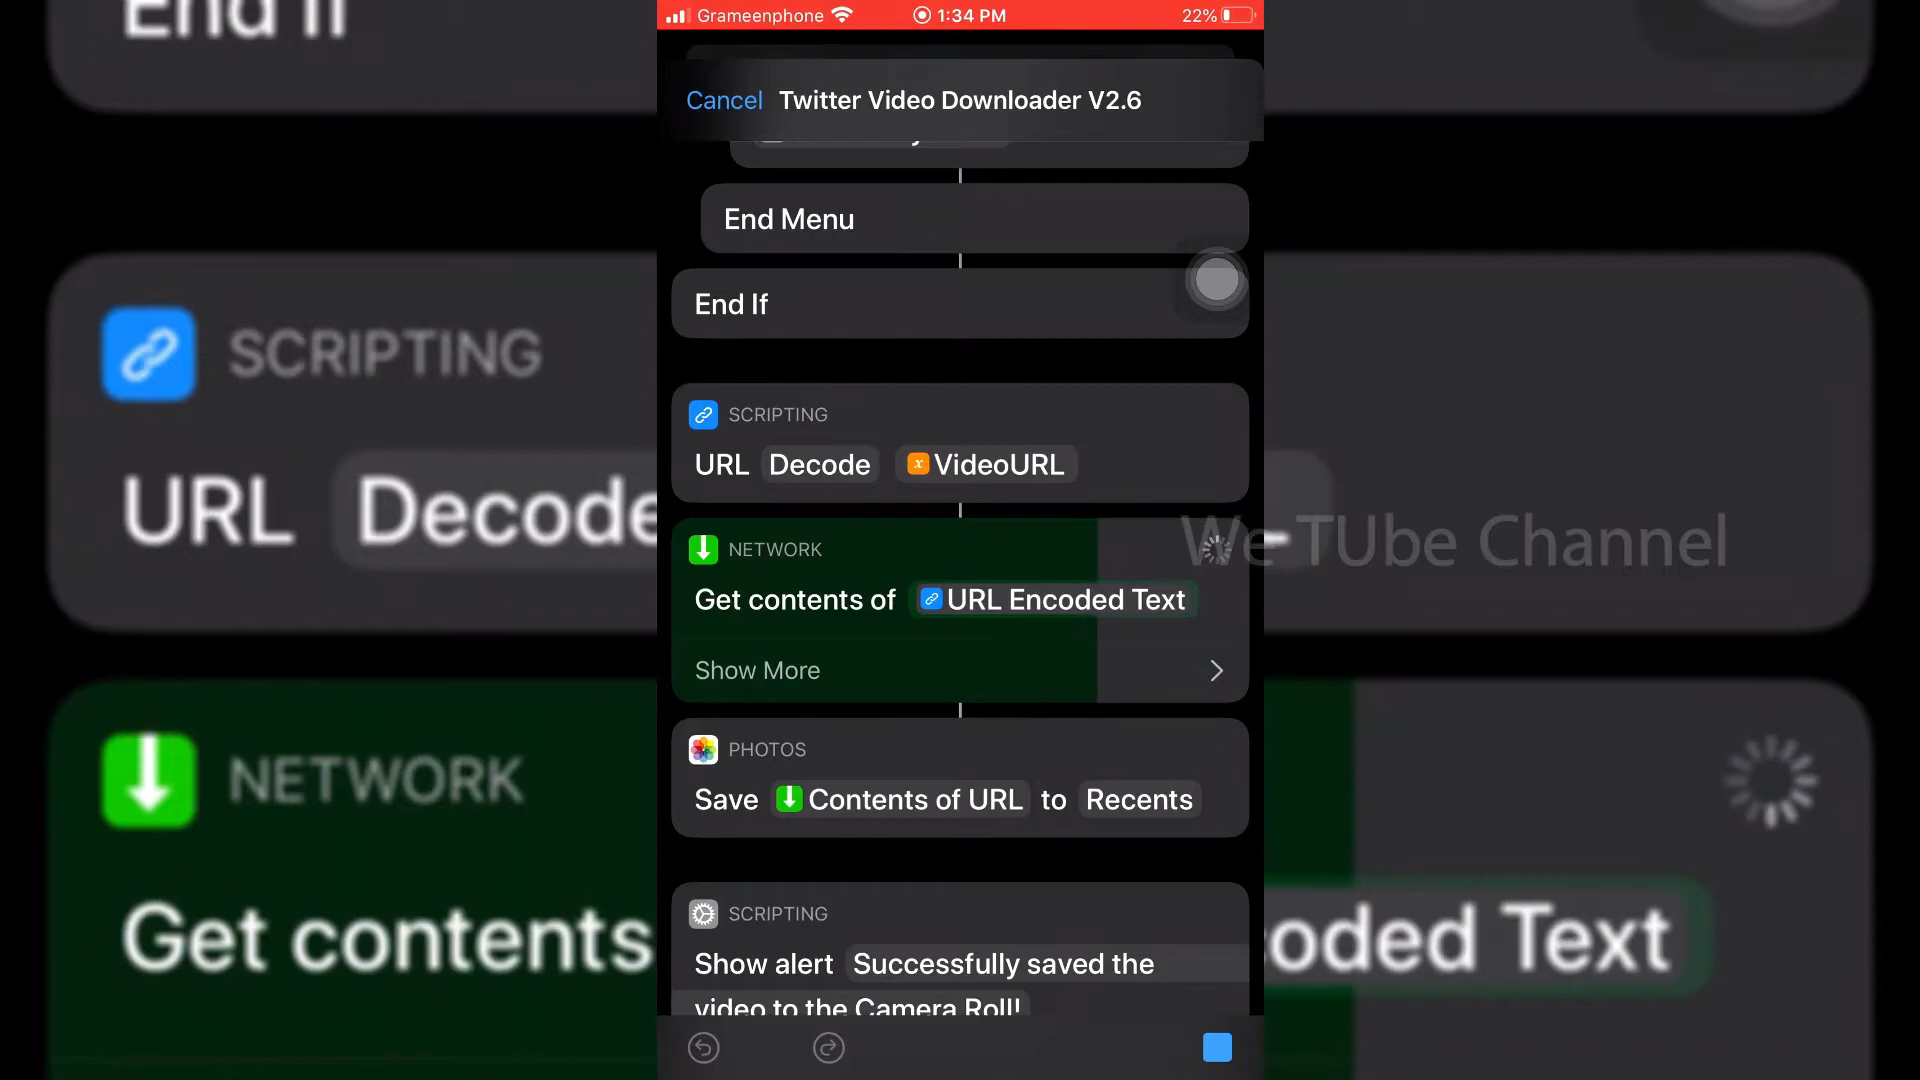 Grameenphone 1:34 PM 22%
Cancel Twitter Video Downloader V2.6
End Menu
End If
SCRIPTING
URL Decode VideoURL
NETWORK
Get contents of URL Encoded Text
Show More
PHOTOS
Save Contents of URL to Recents
SCRIPTING
Show alert Successfully saved the
video to the Camera Roll!
We TUbe Channel
End If
SCRIPTING
URL Decode
NETWORK
Get contents
coded Text